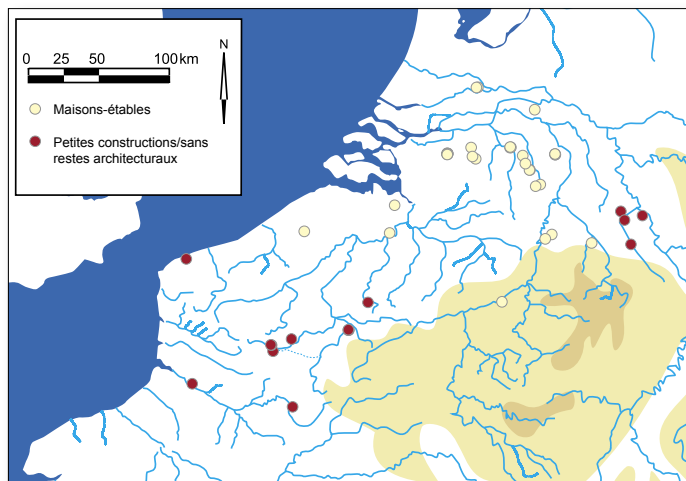 0 25 50 100 km
N
Maisons-étables
Petites constructions/sans
restes architecturaux